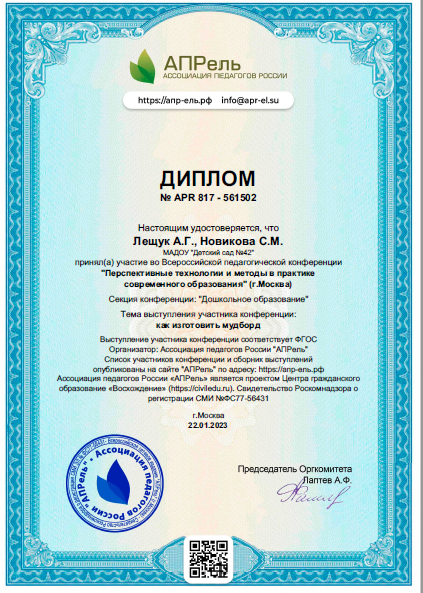 АПРель
АССОЦИАЦИЯ ПЕДАГОГОВ РОССИИ
https://апр-ель.рф info@apr-el.su
ДИПЛОМ
№ APR 817 - 561502
Настоящим удостоверяется, что
Лещук А.Г., Новикова С.М.
МАДОУ "Детский сад №42"
принял(а) участие во Всероссийской педагогической конференции
"Перспективные технологии и методы в практике
современного образования" (г.Москва)
Секция конференции: "Дошкольное образование"
Тема выступления участника конференции:
как изготовить мудборд
Выступление участника конференции соответствует ФГОС
Организатор: Ассоциация педагогов России "АПРель"
Список участников конференции и сборник выступлений
опубликованы на сайте "АПРель" по адресу: https://апр-ель.рф
Ассоциация педагогов России «АПРель» является проектом Центра гражданского
образование «Восхождение» (https://civiledu.ru). Свидетельство Роскомнадзора о
регистрации СМИ №ФС77-56431
г.Москва
22.01.2023
Председатель Оргкомитета
Лаптев А.Ф.
Ассоциация педагогов России "АПРель"